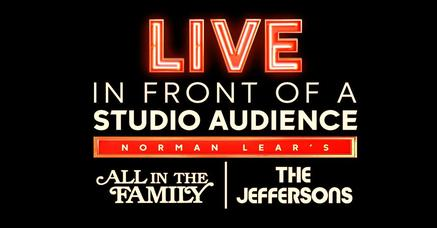 LIVE
IN FRONT OF A
STUDIO AUDIENCE
NORMAN LEAR'S
ALL IN THE
FAMILY
THE
JEFFERSONS